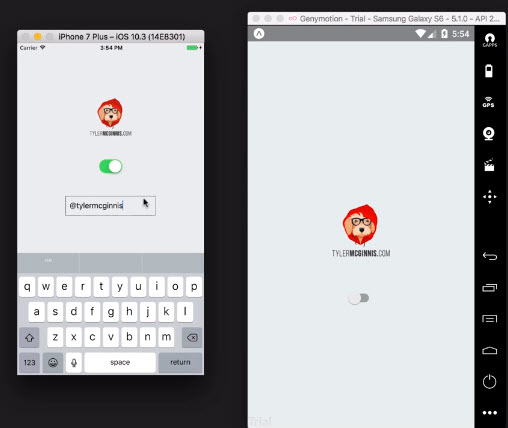 iPhone 7 Plus – iOS 10.3 (14E8301)
Carrier
3:54 PM
TYLERMCGINNIS.COM
@tylermcginnis
q w e r t y u i o p
a s d f g h j k l
z x c v b n m
123
space
return
Genymotion - Trial - Samsung Galaxy S6 - 5.1.0 - API 2...
5:54
TYLERMCGINNIS.COM
Trial
GAPPS
GPS